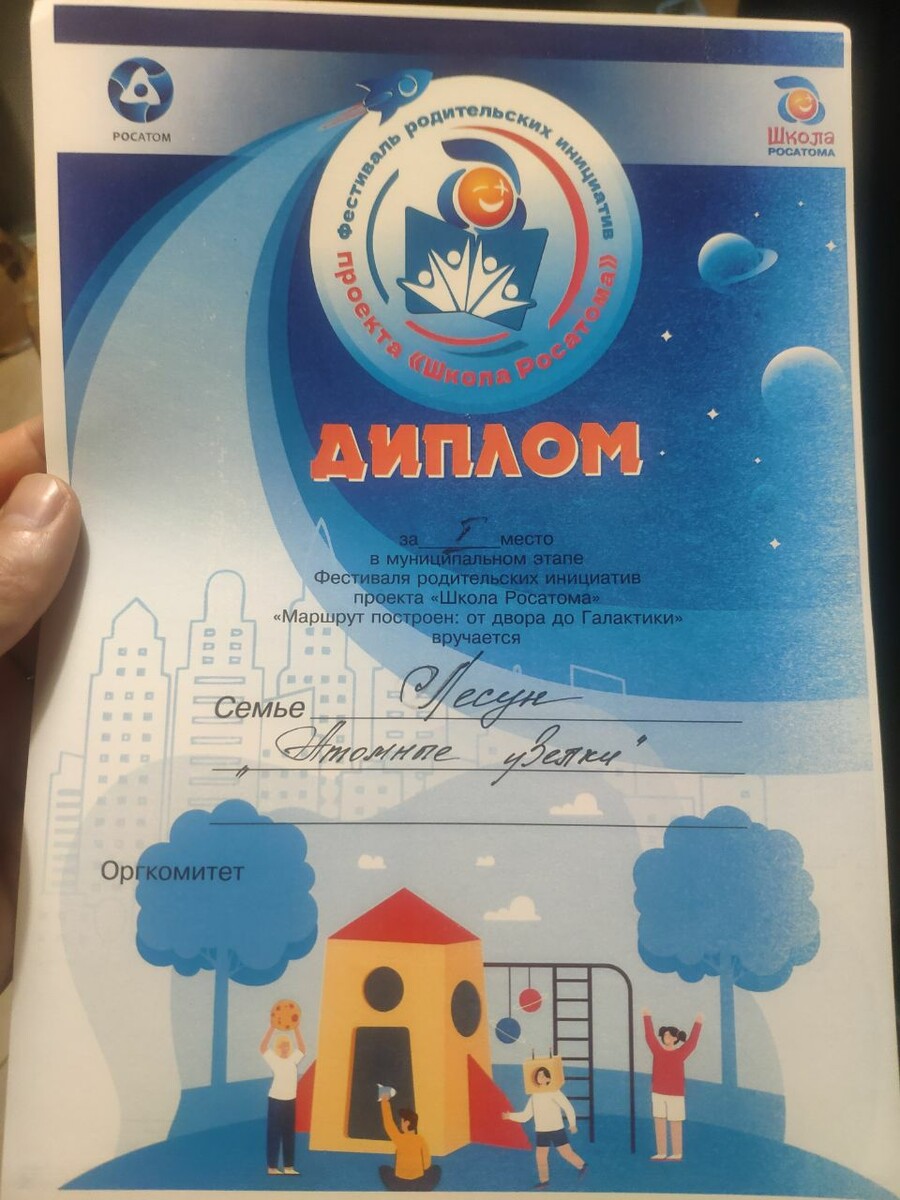 РОСАТОМ
Школа
РОСАТОМА
Фестиваль родительских инициатив
проекта «Школа Росатома»
ДИПЛОМ
за I место
в муниципальном этапе
Фестиваля родительских инициатив
проекта «Школа Росатома»
«Маршрут построен: от двора до Галактики»
вручается
Семье Лесун
"Атомные узелки"
Оргкомитет